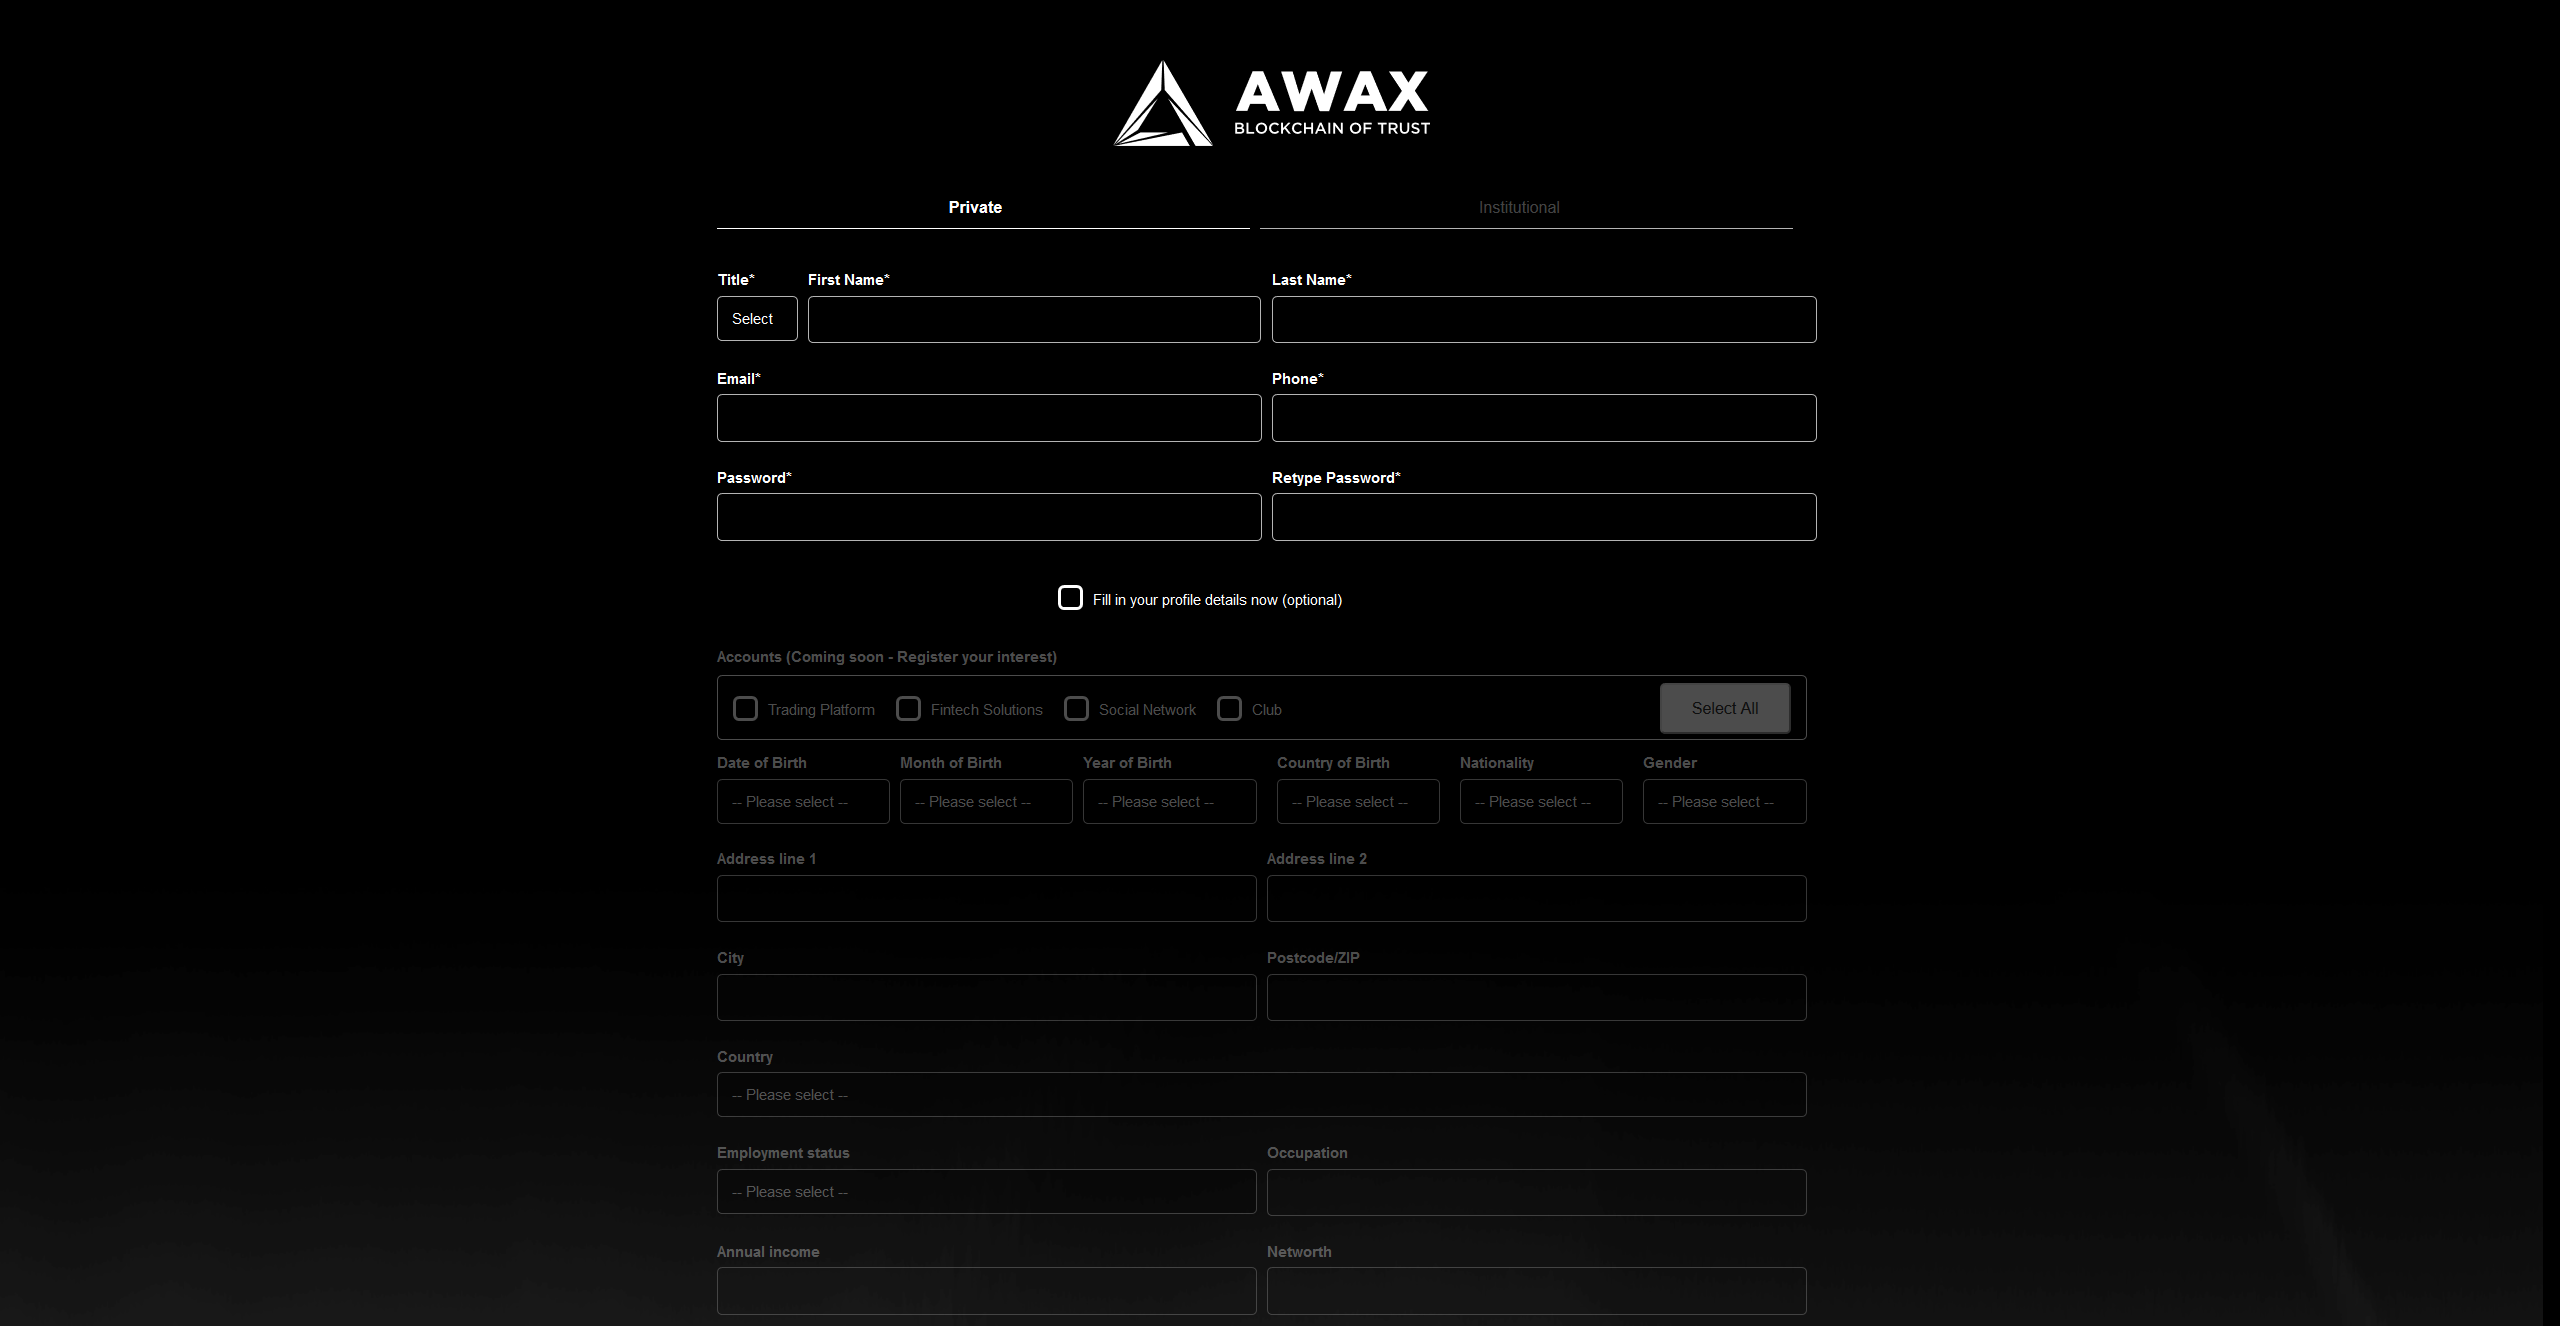 AWAX
BLOCKCHAIN OF TRUST
Private Institutional
Title* First Name* Last Name*
Select
Email* Phone*
Password* Retype Password*
Fill in your profile details now (optional)
Accounts (Coming soon - Register your interest)
Trading Platform Fintech Solutions Social Network Club Select All
Date of Birth Month of Birth Year of Birth Country of Birth Nationality Gender
-- Please select -- -- Please select -- -- Please select -- -- Please select -- -- Please select -- -- Please select --
Address line 1 Address line 2
City Postcode/ZIP
Country
-- Please select --
Employment status Occupation
-- Please select --
Annual income Networth